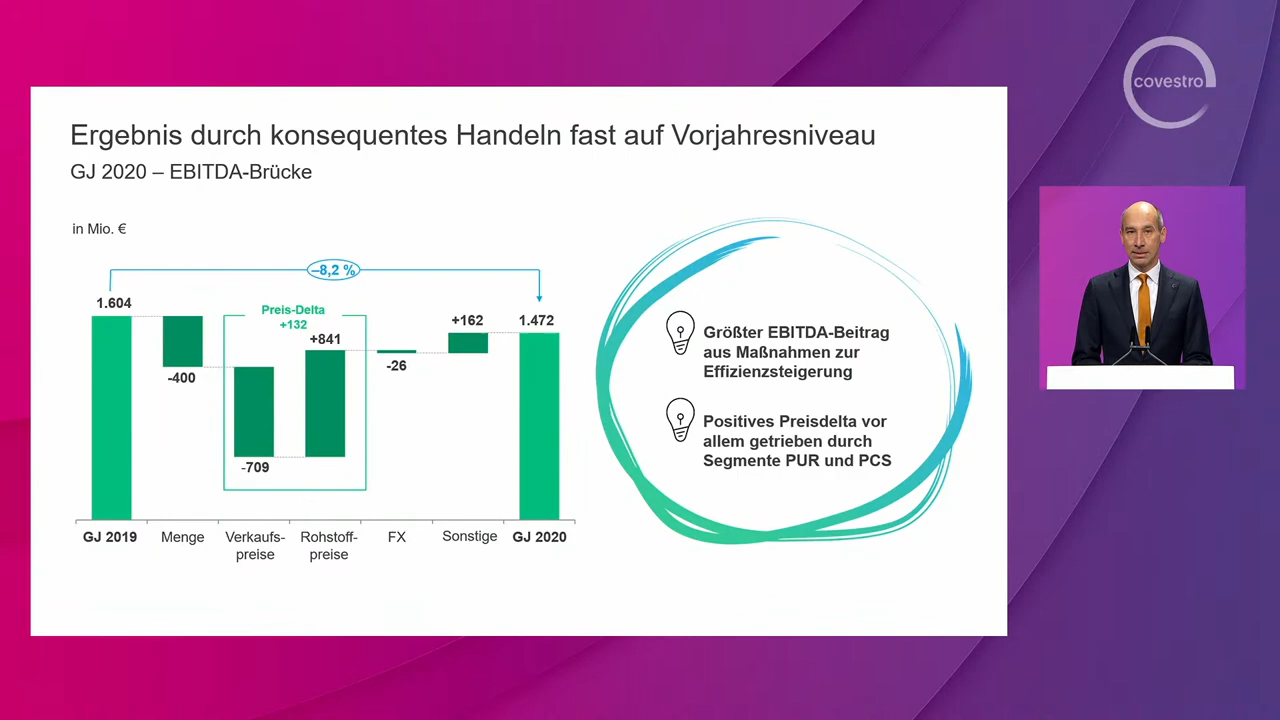 covestro
Ergebnis durch konsequentes Handeln fast auf Vorjahresniveau
GJ 2020 – EBITDA-Brücke
in Mio. €
–8,2 %
1.604
-400
Preis-Delta
+132
-709
+841
-26
+162
1.472
GJ 2019
Menge
Verkaufs-
preise
Rohstoff-
preise
FX
Sonstige
GJ 2020
Größter EBITDA-Beitrag
aus Maßnahmen zur
Effizienzsteigerung
Positives Preisdelta vor
allem getrieben durch
Segmente PUR und PCS